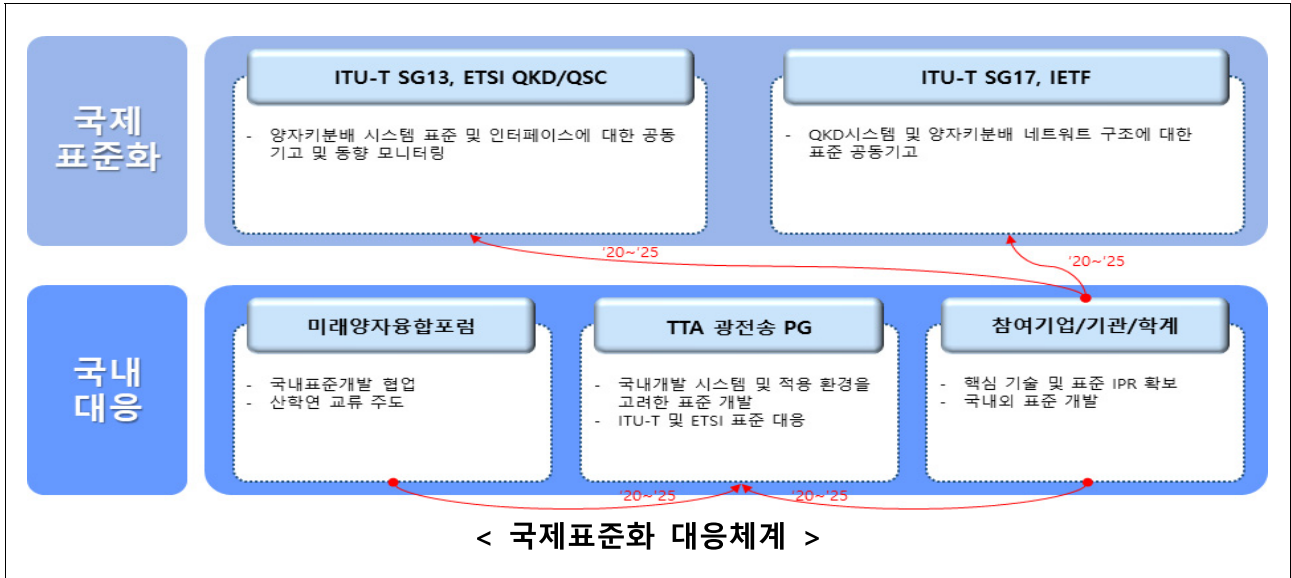 국제
표준화
ITU-T SG13, ETSI QKD/QSC
- 양자키분배 시스템 표준 및 인터페이스에 대한 공동
기고 및 동향 모니터링
ITU-T SG17, IETF
- QKD시스템 및 양자키분배 네트워트 구조에 대한
표준 공동기고
'20~'25
'20~'25
국내
대응
미래양자융합포럼
- 국내표준개발 협업
- 산학연 교류 주도
TTA 광전송 PG
- 국내개발 시스템 및 적용 환경을
고려한 표준 개발
- ITU-T 및 ETSI 표준 대응
참여기업/기관/학계
- 핵심 기술 및 표준 IPR 확보
- 국내외 표준 개발
'20~'25
'20~'25
< 국제표준화 대응체계 >